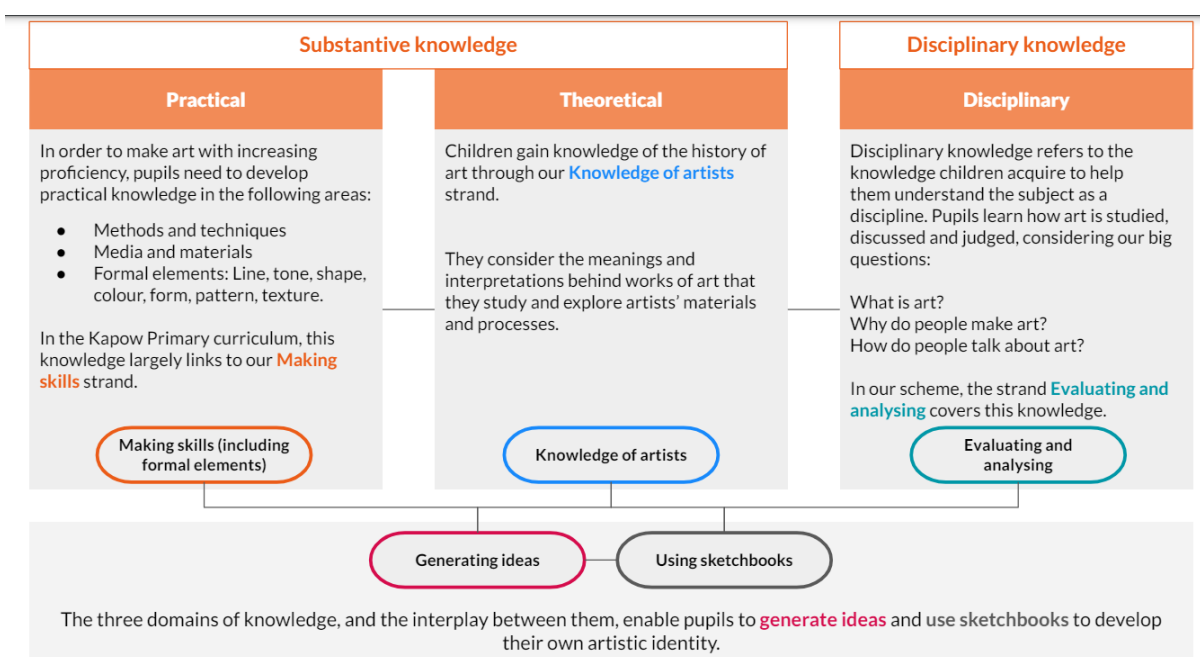 Substantive knowledge
Disciplinary knowledge
Practical
In order to make art with increasing
proficiency, pupils need to develop
practical knowledge in the following areas:
● Methods and techniques
● Media and materials
● Formal elements: Line, tone, shape,
colour, form, pattern, texture.
In the Kapow Primary curriculum, this
knowledge largely links to our Making
skills strand.
Making skills (including
formal elements)
Theoretical
Children gain knowledge of the history of
art through our Knowledge of artists
strand.
They consider the meanings and
interpretations behind works of art that
they study and explore artists’ materials
and processes.
Knowledge of artists
Disciplinary
Disciplinary knowledge refers to the
knowledge children acquire to help
them understand the subject as a
discipline. Pupils learn how art is studied,
discussed and judged, considering our big
questions:
What is art?
Why do people make art?
How do people talk about art?
In our scheme, the strand Evaluating and
analysing covers this knowledge.
Evaluating and
analysing
Generating ideas
Using sketchbooks
The three domains of knowledge, and the interplay between them, enable pupils to generate ideas and use sketchbooks to develop
their own artistic identity.